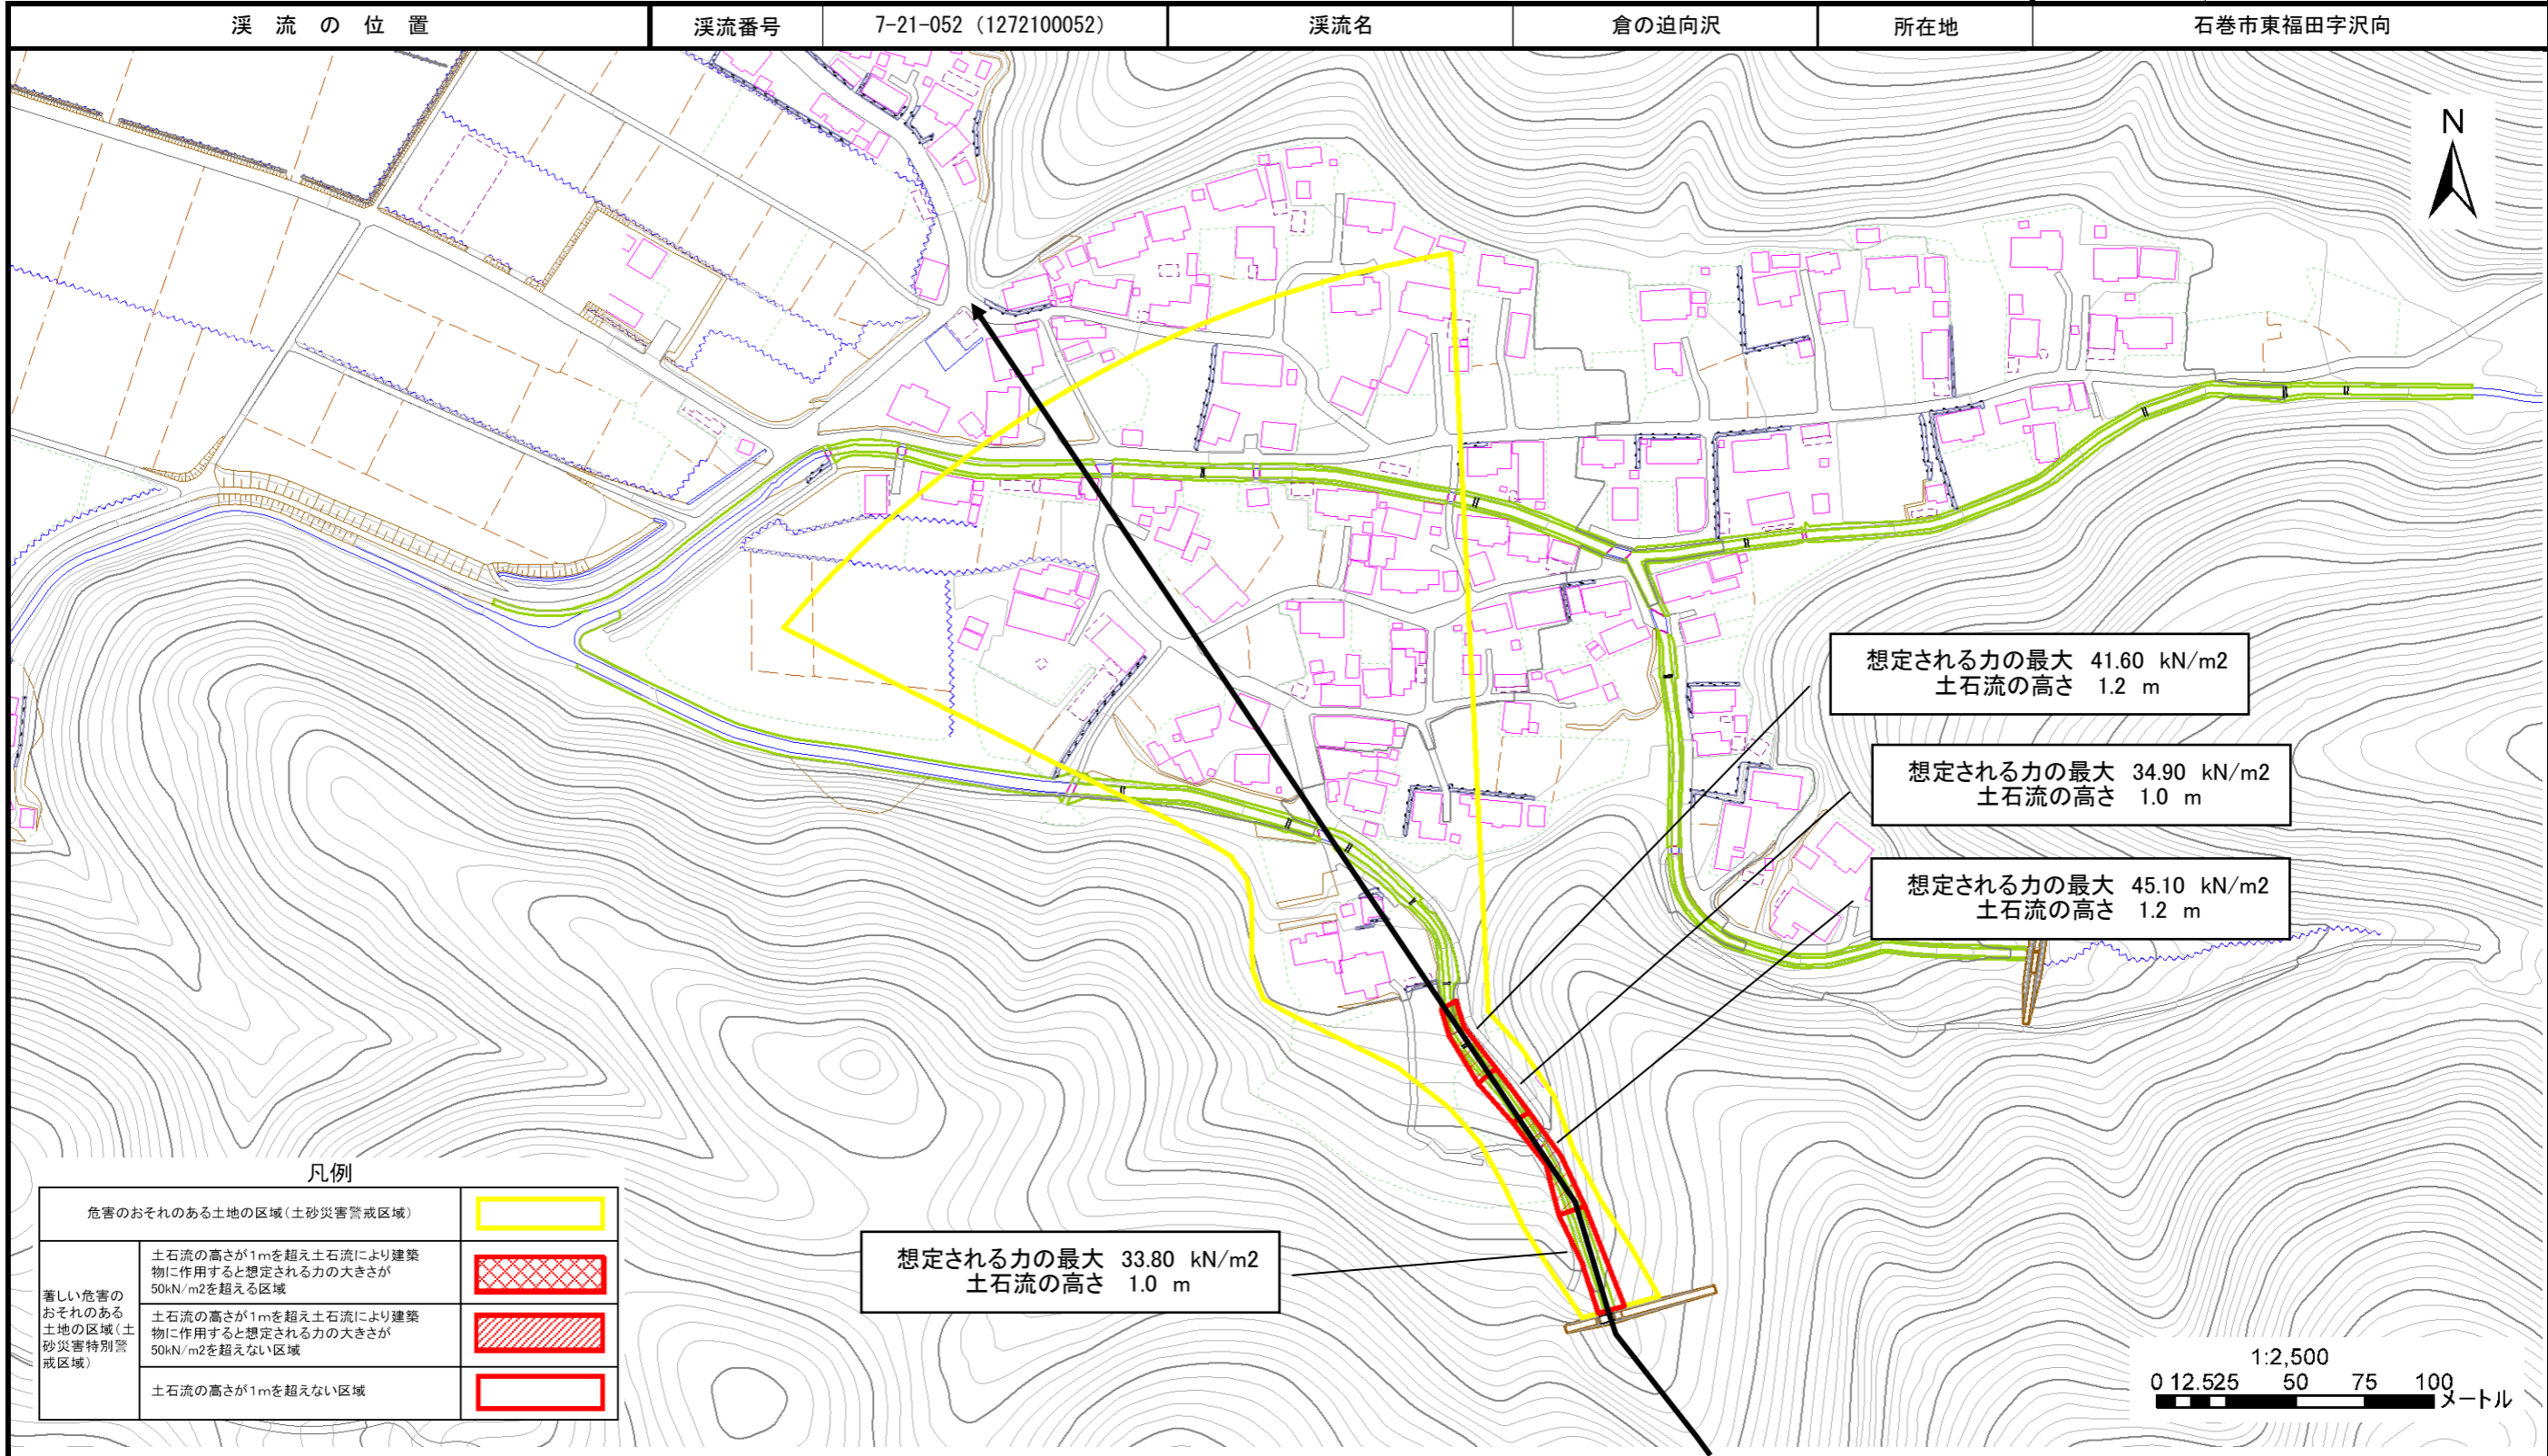 渓流の位置
渓流番号
7-21-052 (1272100052)
渓流名
倉の迫向沢
所在地
石巻市東福田字沢向
N
想定される力の最大 41.60 kN/m2
土石流の高さ 1.2 m
想定される力の最大 34.90 kN/m2
土石流の高さ 1.0 m
想定される力の最大 45.10 kN/m2
土石流の高さ 1.2 m
想定される力の最大 33.80 kN/m2
土石流の高さ 1.0 m
凡例
危害のおそれのある土地の区域(土砂災害警戒区域)
著しい危害の
おそれのある
土地の区域(土
砂災害特別警
戒区域)
土石流の高さが1mを超え土石流により建築
物に作用すると想定される力の大きさが
50kN/m2を超える区域
土石流の高さが1mを超え土石流により建築
物に作用すると想定される力の大きさが
50kN/m2を超えない区域
土石流の高さが1mを超えない区域
1:2,500
0 12.525 50 75 100
メートル